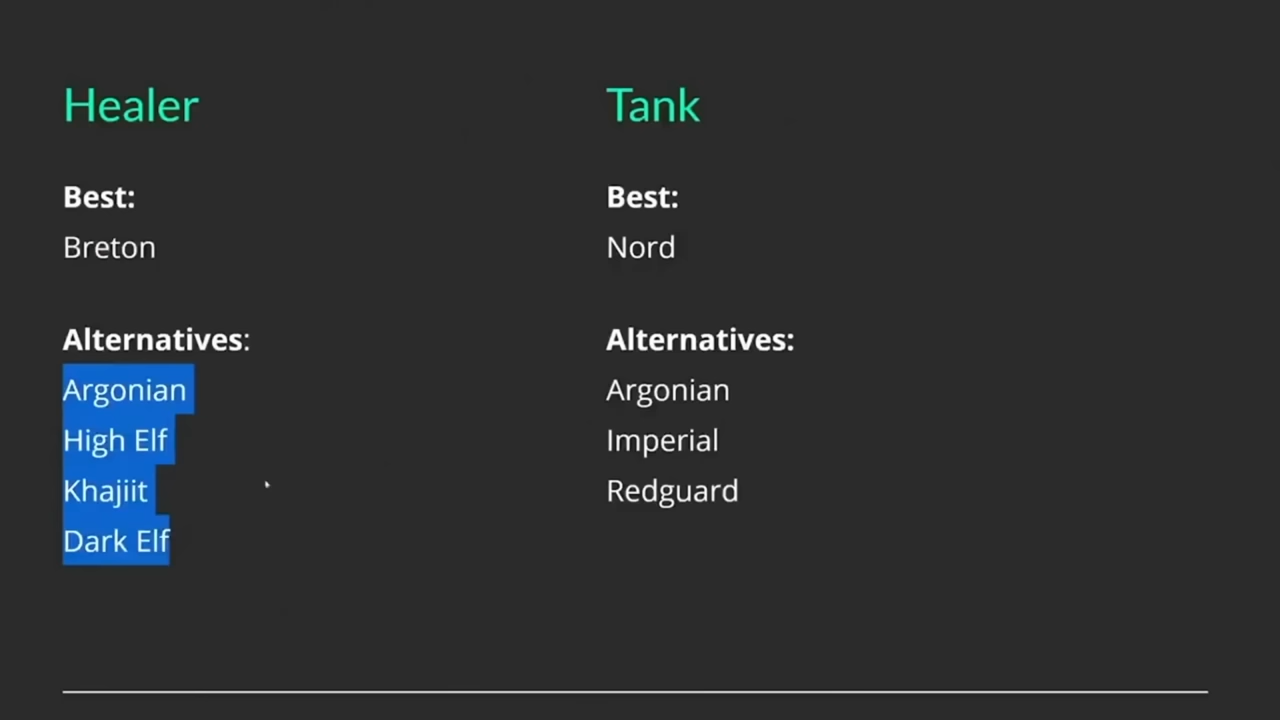 Healer
Best:
Breton
Alternatives:
Argonian
High Elf
Khajiit
Dark Elf
Tank
Best:
Nord
Alternatives:
Argonian
Imperial
Redguard